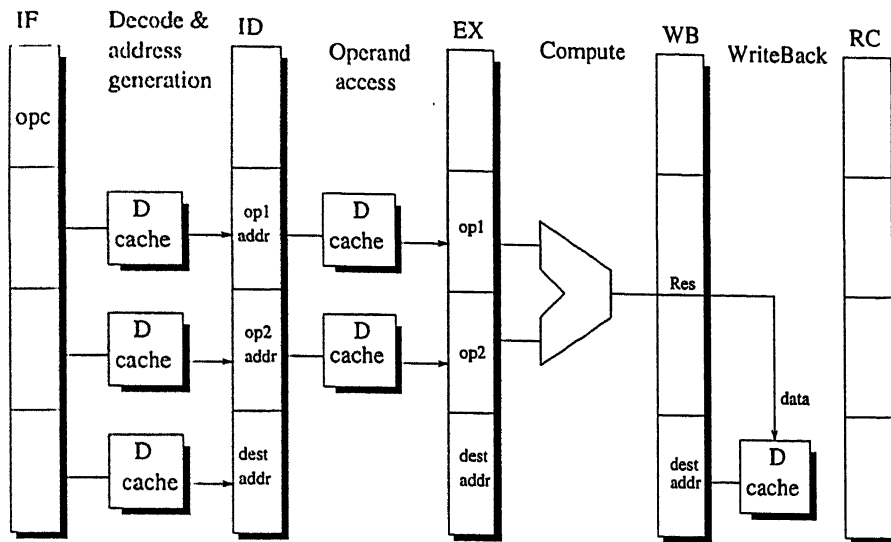 IF
Decode &
address
generation
ID
Operand
access
EX
Compute
WB
WriteBack
RC
opc
D
cache
op1
addr
D
cache
op1
Res
D
cache
op2
addr
D
cache
op2
data
D
cache
dest
addr
dest
addr
dest
addr
D
cache